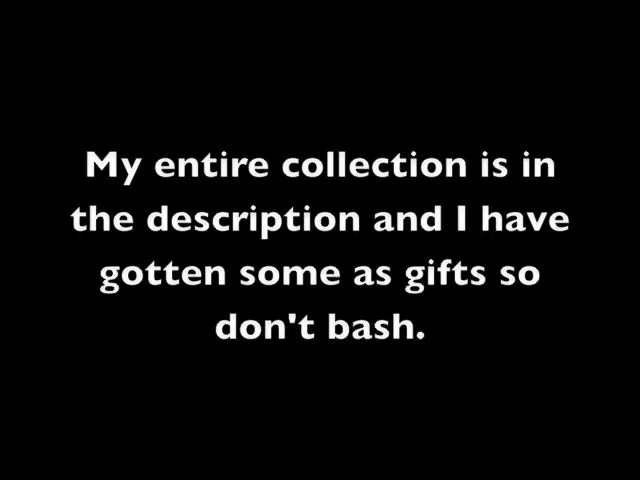 My entire collection is in
the description and I have
gotten some as gifts so
don't bash.